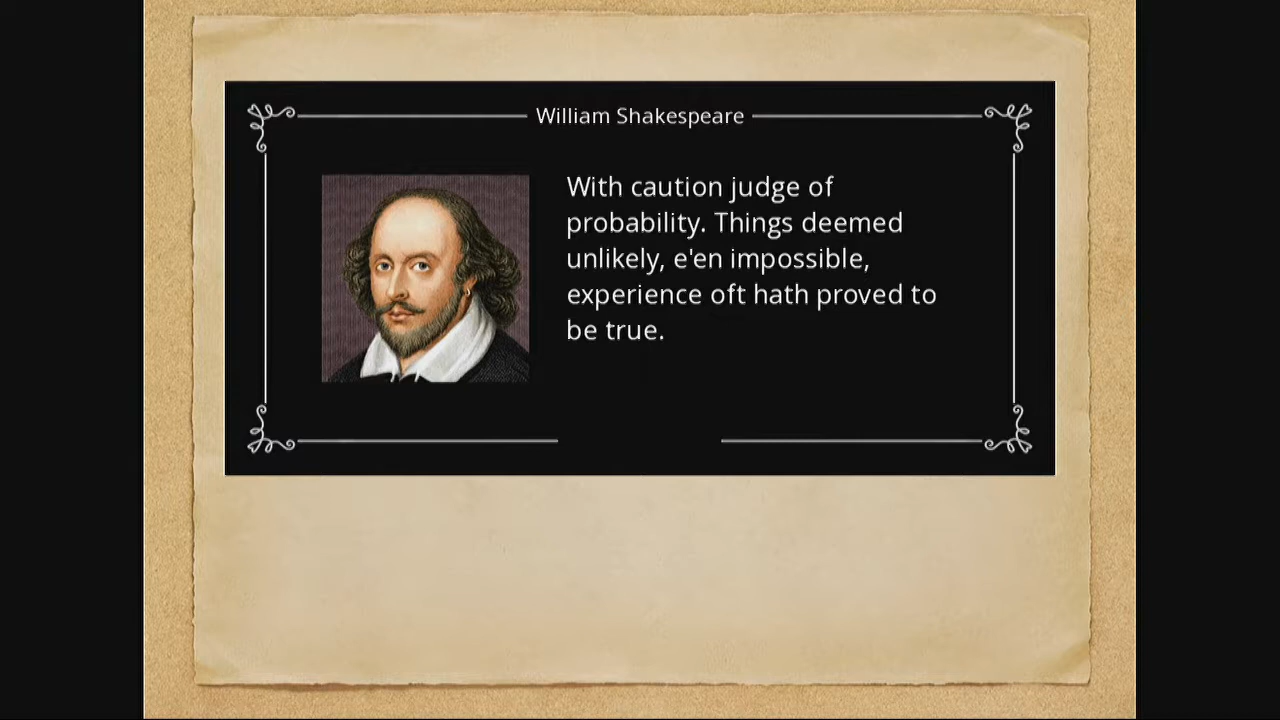 William Shakespeare
With caution judge of
probability. Things deemed
unlikely, e'en impossible,
experience oft hath proved to
be true.